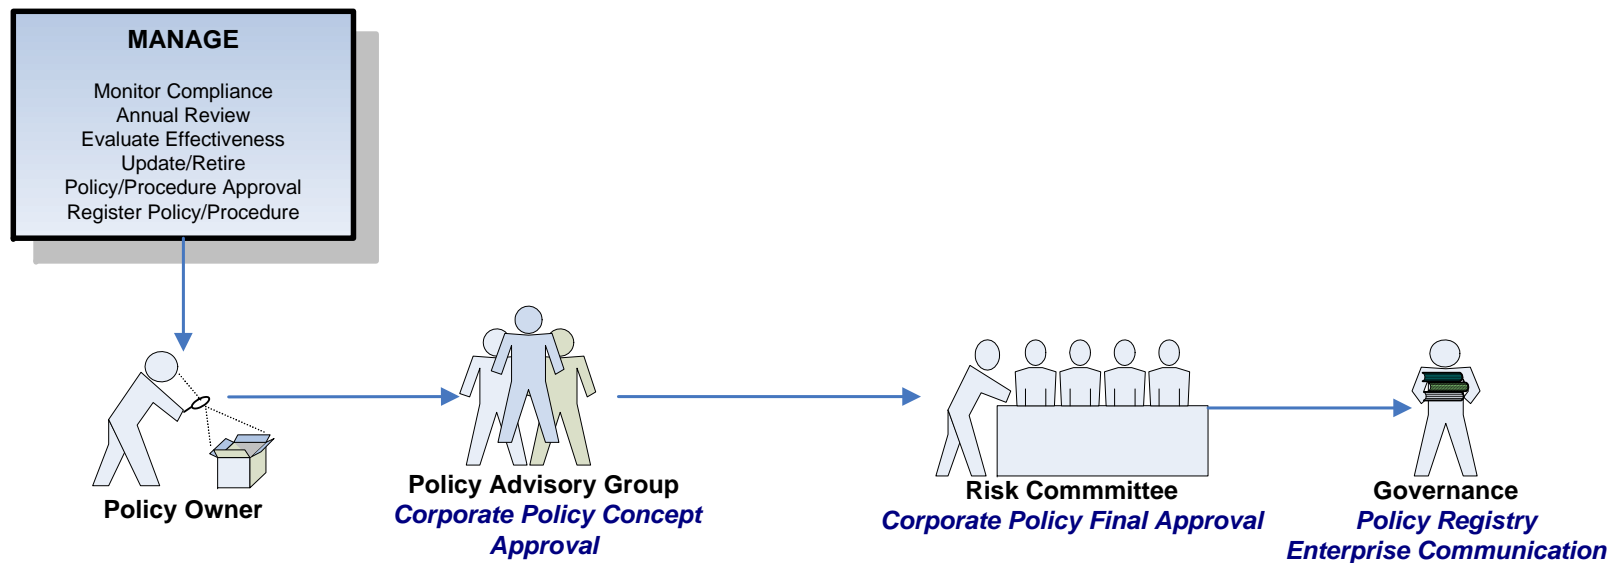 MANAGE
Monitor Compliance
Annual Review
Evaluate Effectiveness
Update/Retire
Policy/Procedure Approval
Register Policy/Procedure
Policy Owner
Policy Advisory Group
Corporate Policy Concept
Approval
Risk Commmittee
Corporate Policy Final Approval
Governance
Policy Registry
Enterprise Communication